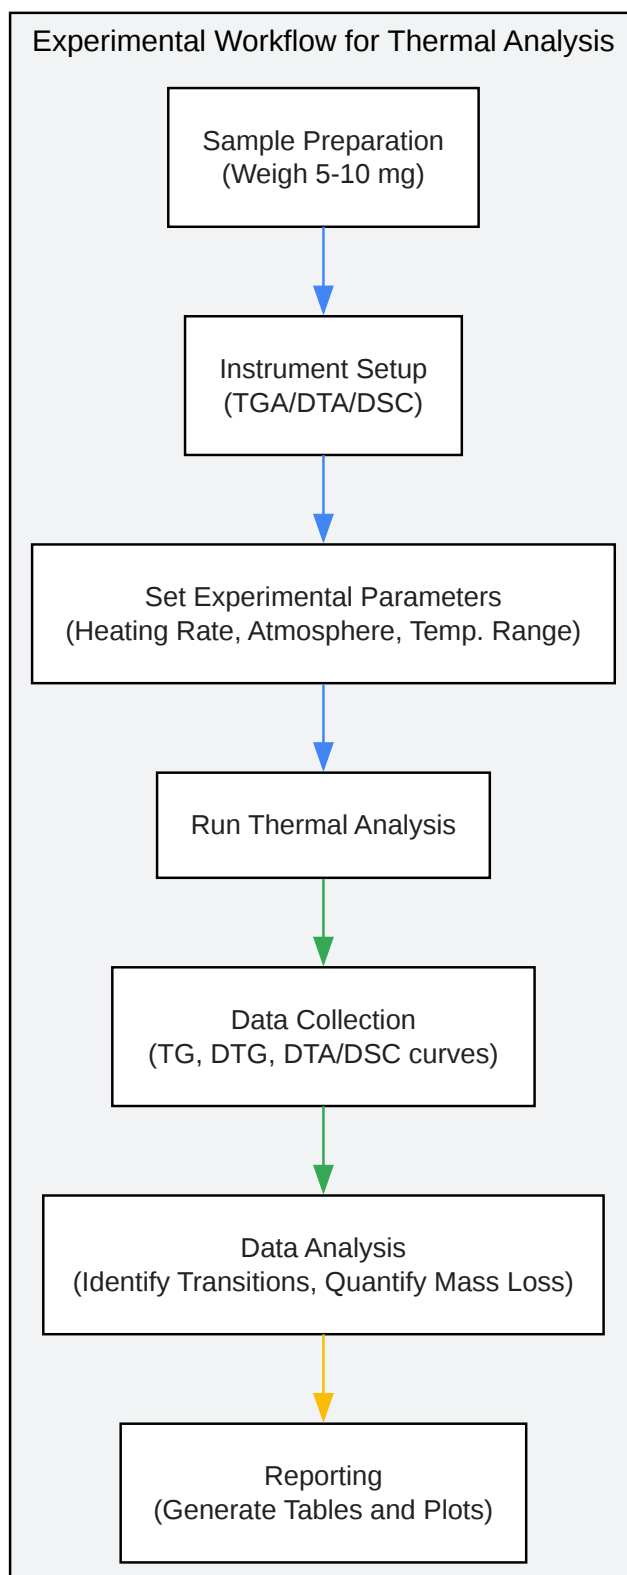 Experimental Workflow for Thermal Analysis
Sample Preparation
(Weigh 5-10 mg)
Instrument Setup
(TGA/DTA/DSC)
Set Experimental Parameters
(Heating Rate, Atmosphere, Temp. Range)
Run Thermal Analysis
Data Collection
(TG, DTG, DTA/DSC curves)
Data Analysis
(Identify Transitions, Quantify Mass Loss)
Reporting
(Generate Tables and Plots)